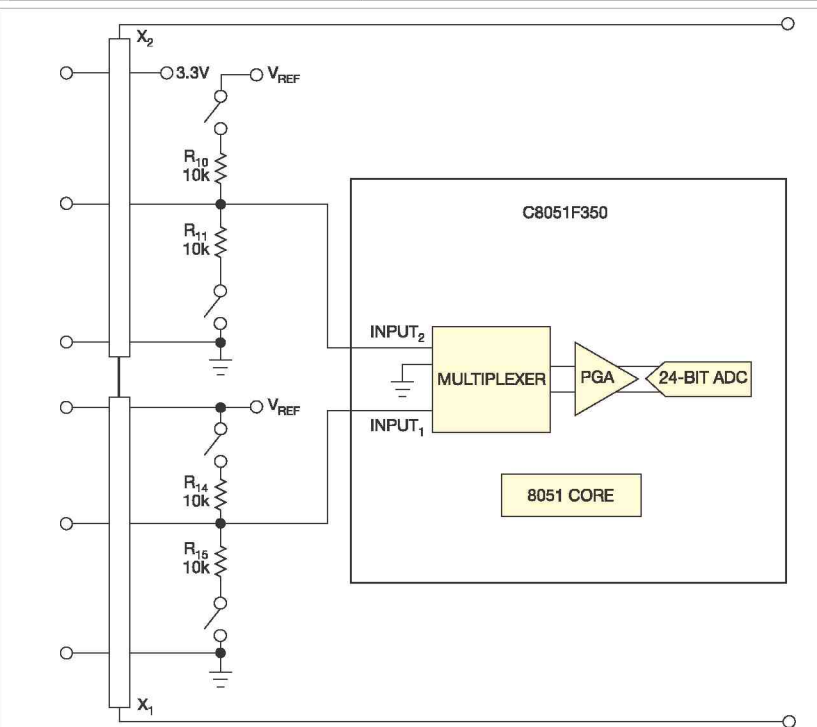 X2
3.3V
VREF
R10
10k
R11
10k
C8051F350
INPUT2
MULTIPLEXER
PGA
24-BIT ADC
VREF
INPUT1
R14
10k
8051 CORE
R15
10k
X1